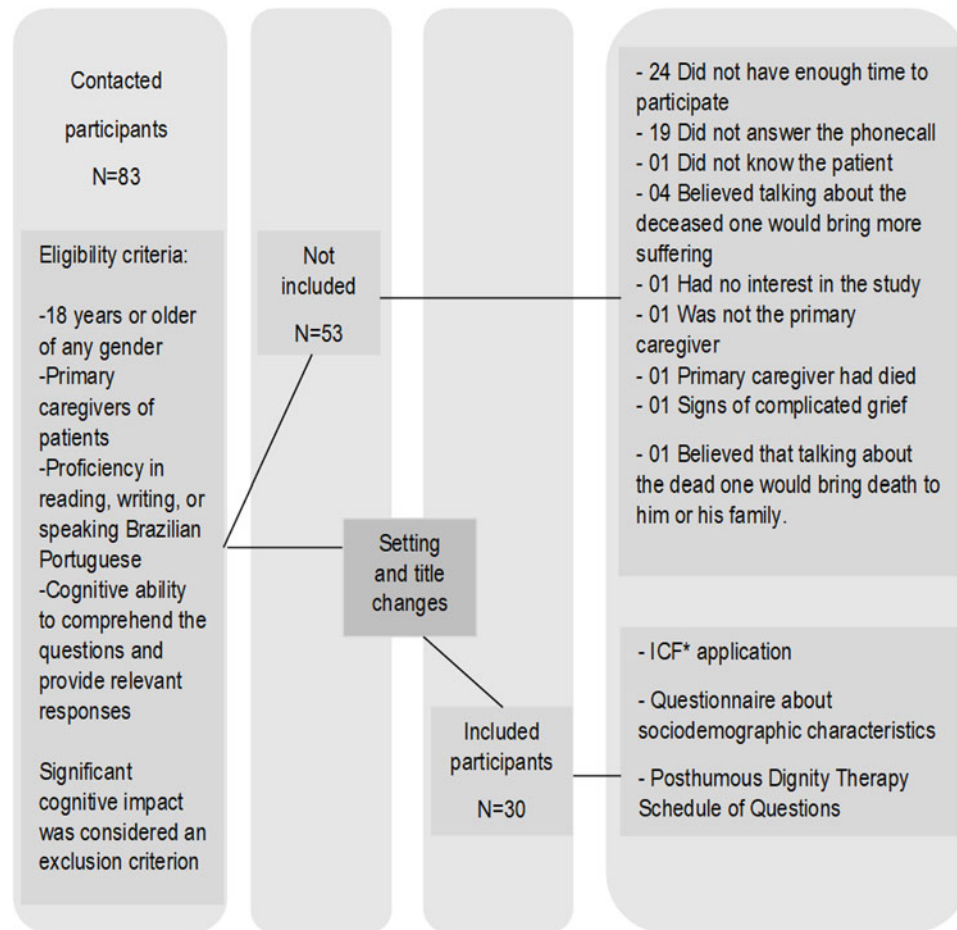 Contacted
participants
N=83
Eligibility criteria:
-18 years or older
of any gender
-Primary
caregivers of
patients
-Proficiency in
reading, writing, or
speaking Brazilian
Portuguese
-Cognitive ability
to comprehend the
questions and
provide relevant
responses
Significant
cognitive impact
was considered an
exclusion criterion
Not
included
N=53
Setting
and title
changes
Included
participants
N=30
- 24 Did not have enough time to
participate
- 19 Did not answer the phonecall
- 01 Did not know the patient
- 04 Believed talking about the
deceased one would bring more
suffering
- 01 Had no interest in the study
- 01 Was not the primary
caregiver
- 01 Primary caregiver had died
- 01 Signs of complicated grief
- 01 Believed that talking about
the dead one would bring death to
him or his family.
- ICF* application
- Questionnaire about
sociodemographic characteristics
- Posthumous Dignity Therapy
Schedule of Questions